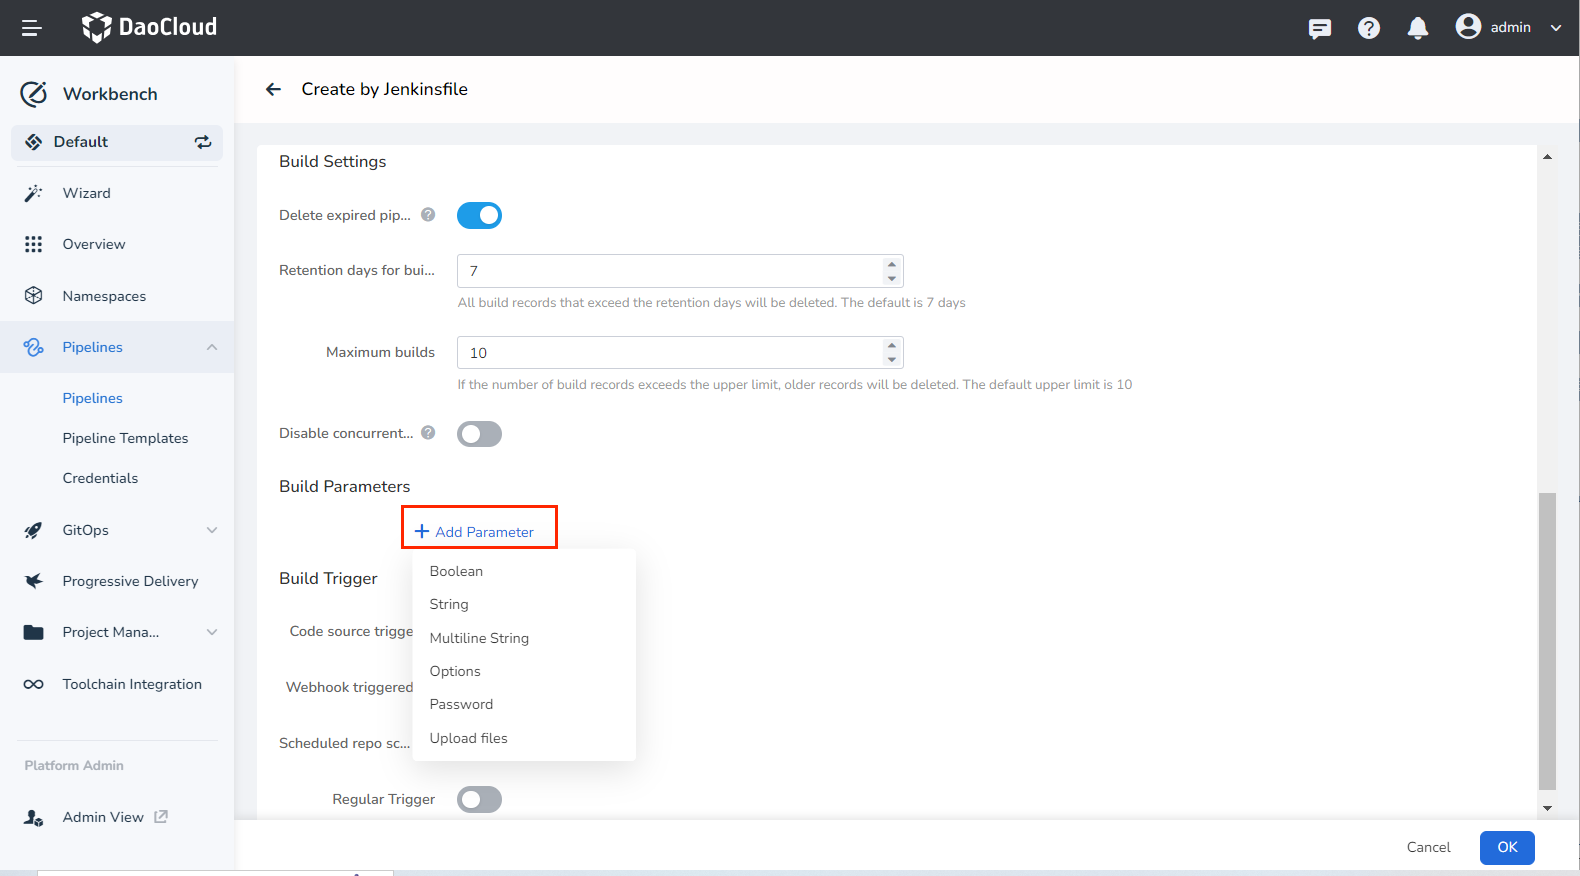 DaoCloud
admin
Workbench
Default
Wizard
Overview
Namespaces
Pipelines
Pipelines
Pipeline Templates
Credentials
GitOps
Progressive Delivery
Project Mana...
Toolchain Integration
Platform Admin
Admin View
Create by Jenkinsfile
Build Settings
Delete expired pip...
Retention days for bui...
7
All build records that exceed the retention days will be deleted. The default is 7 days
Maximum builds
10
If the number of build records exceeds the upper limit, older records will be deleted. The default upper limit is 10
Disable concurrent...
Build Parameters
+ Add Parameter
Boolean
String
Multiline String
Options
Password
Upload files
Build Trigger
Code source trigge
Webhook triggered
Scheduled repo sc...
Regular Trigger
Cancel
OK